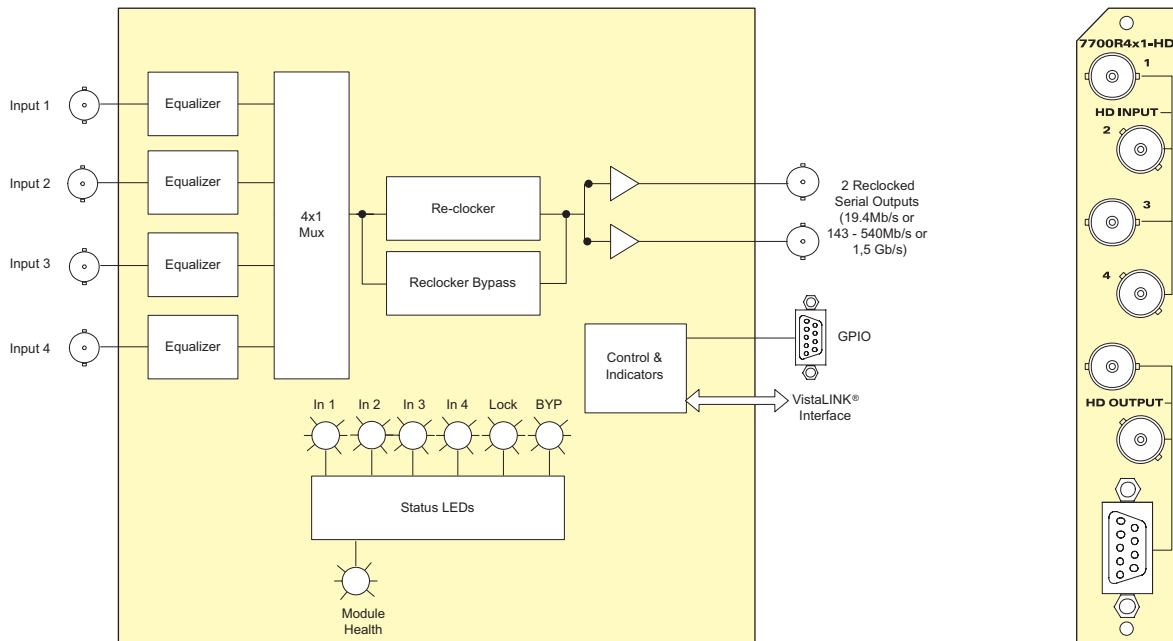 Input 1
Equalizer
Input 2
Equalizer
Input 3
Equalizer
Input 4
Equalizer
4x1
Mux
Re-clocker
Reclocker Bypass
2 Reclocked
Serial Outputs
(19.4Mb/s or
143 - 540Mb/s or
1,5 Gb/s)
Control &
Indicators
GPIO
VistaLINK®
Interface
In 1
In 2
In 3
In 4
Lock
BYP
Status LEDs
Module
Health
7700R4x1-HD
1
HD INPUT
2
3
4
HD OUTPUT